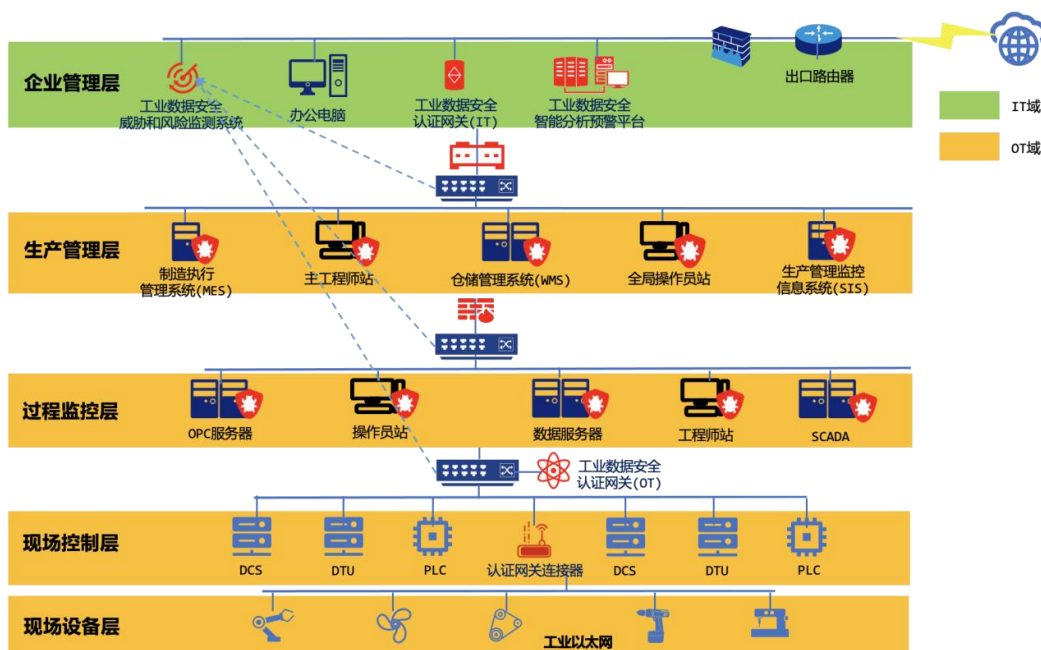 出口路由器
企业管理层
工业数据安全
威胁和风险监测系统
办公电脑
工业数据安全
认证网关(IT)
工业数据安全
智能分析预警平台
IT域
OT域
生产管理层
制造执行
管理系统(MES)
主工程师站
仓储管理系统(WMS)
全局操作员站
生产管理监控
信息系统(SIS)
过程监控层
OPC服务器
操作员站
数据服务器
工程师站
SCADA
工业数据安全
认证网关(OT)
现场控制层
DCS
DTU
PLC
认证网关连接器
DCS
DTU
PLC
现场设备层
工业以太网